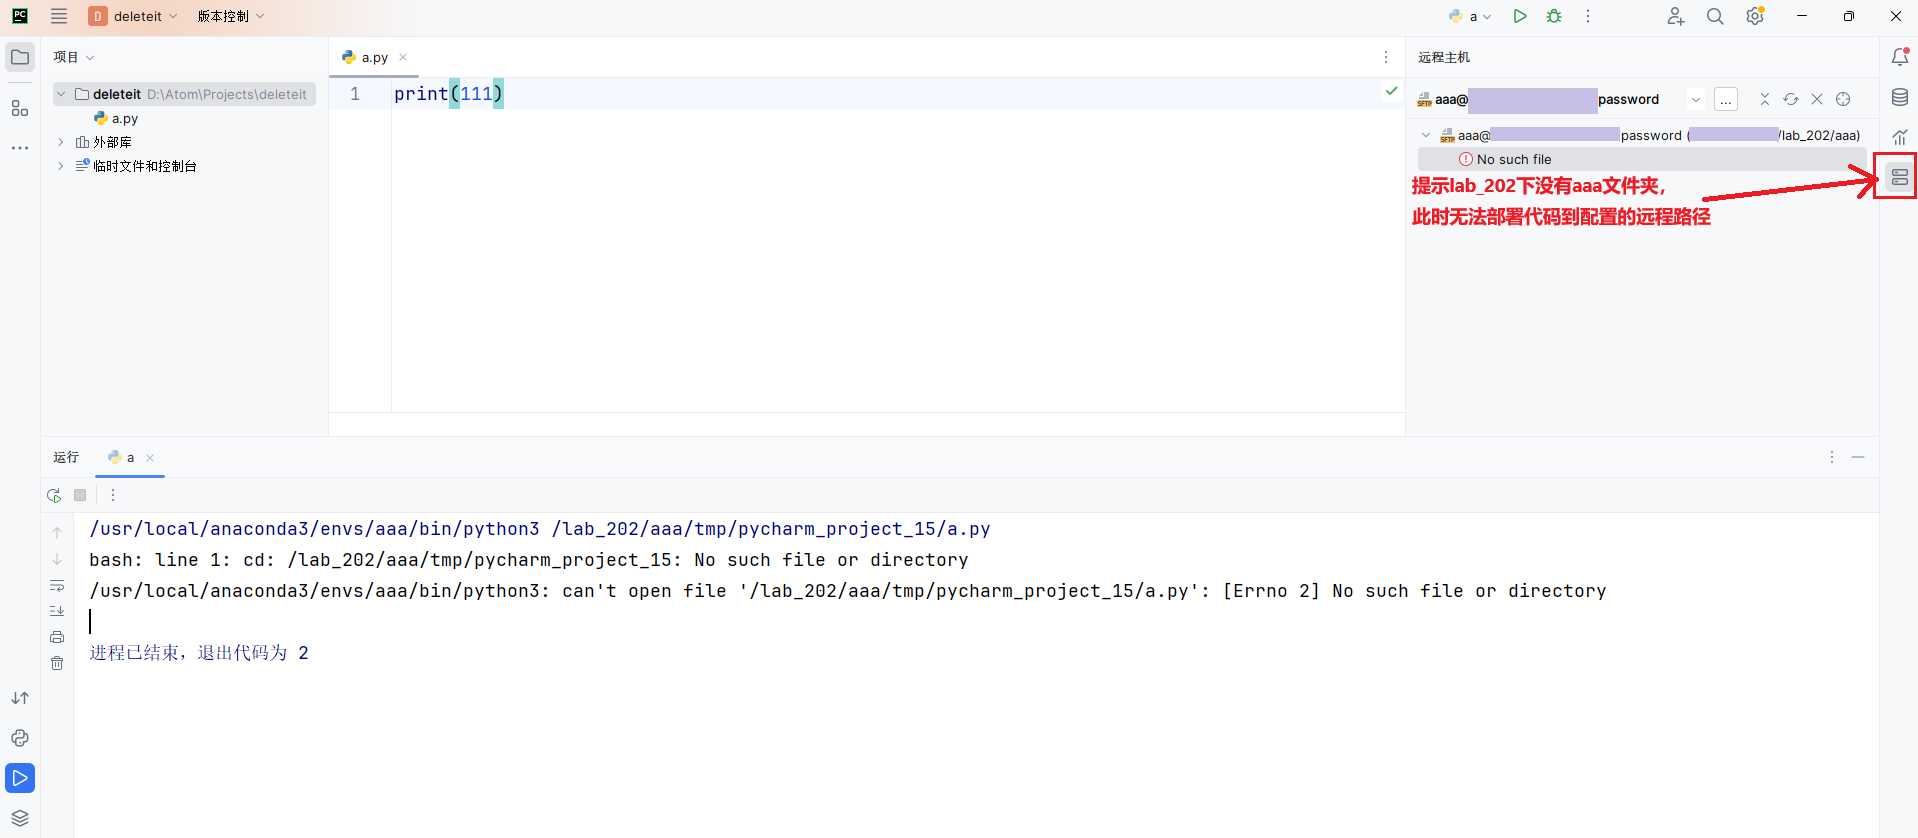 PC
D deleteit
版本控制
a
项目
a.py
远程主机
deleteit D:\Atom\Projects\deleteit
a.py
外部库
临时文件和控制台
1 print(111)
SFTP aaa@ password
...
SFTP aaa@ password ( /lab_202/aaa)
No such file
提示lab_202下没有aaa文件夹，
此时无法部署代码到配置的远程路径
运行 a
/usr/local/anaconda3/envs/aaa/bin/python3 /lab_202/aaa/tmp/pycharm_project_15/a.py
bash: line 1: cd: /lab_202/aaa/tmp/pycharm_project_15: No such file or directory
/usr/local/anaconda3/envs/aaa/bin/python3: can't open file '/lab_202/aaa/tmp/pycharm_project_15/a.py': [Errno 2] No such file or directory
进程已结束，退出代码为 2